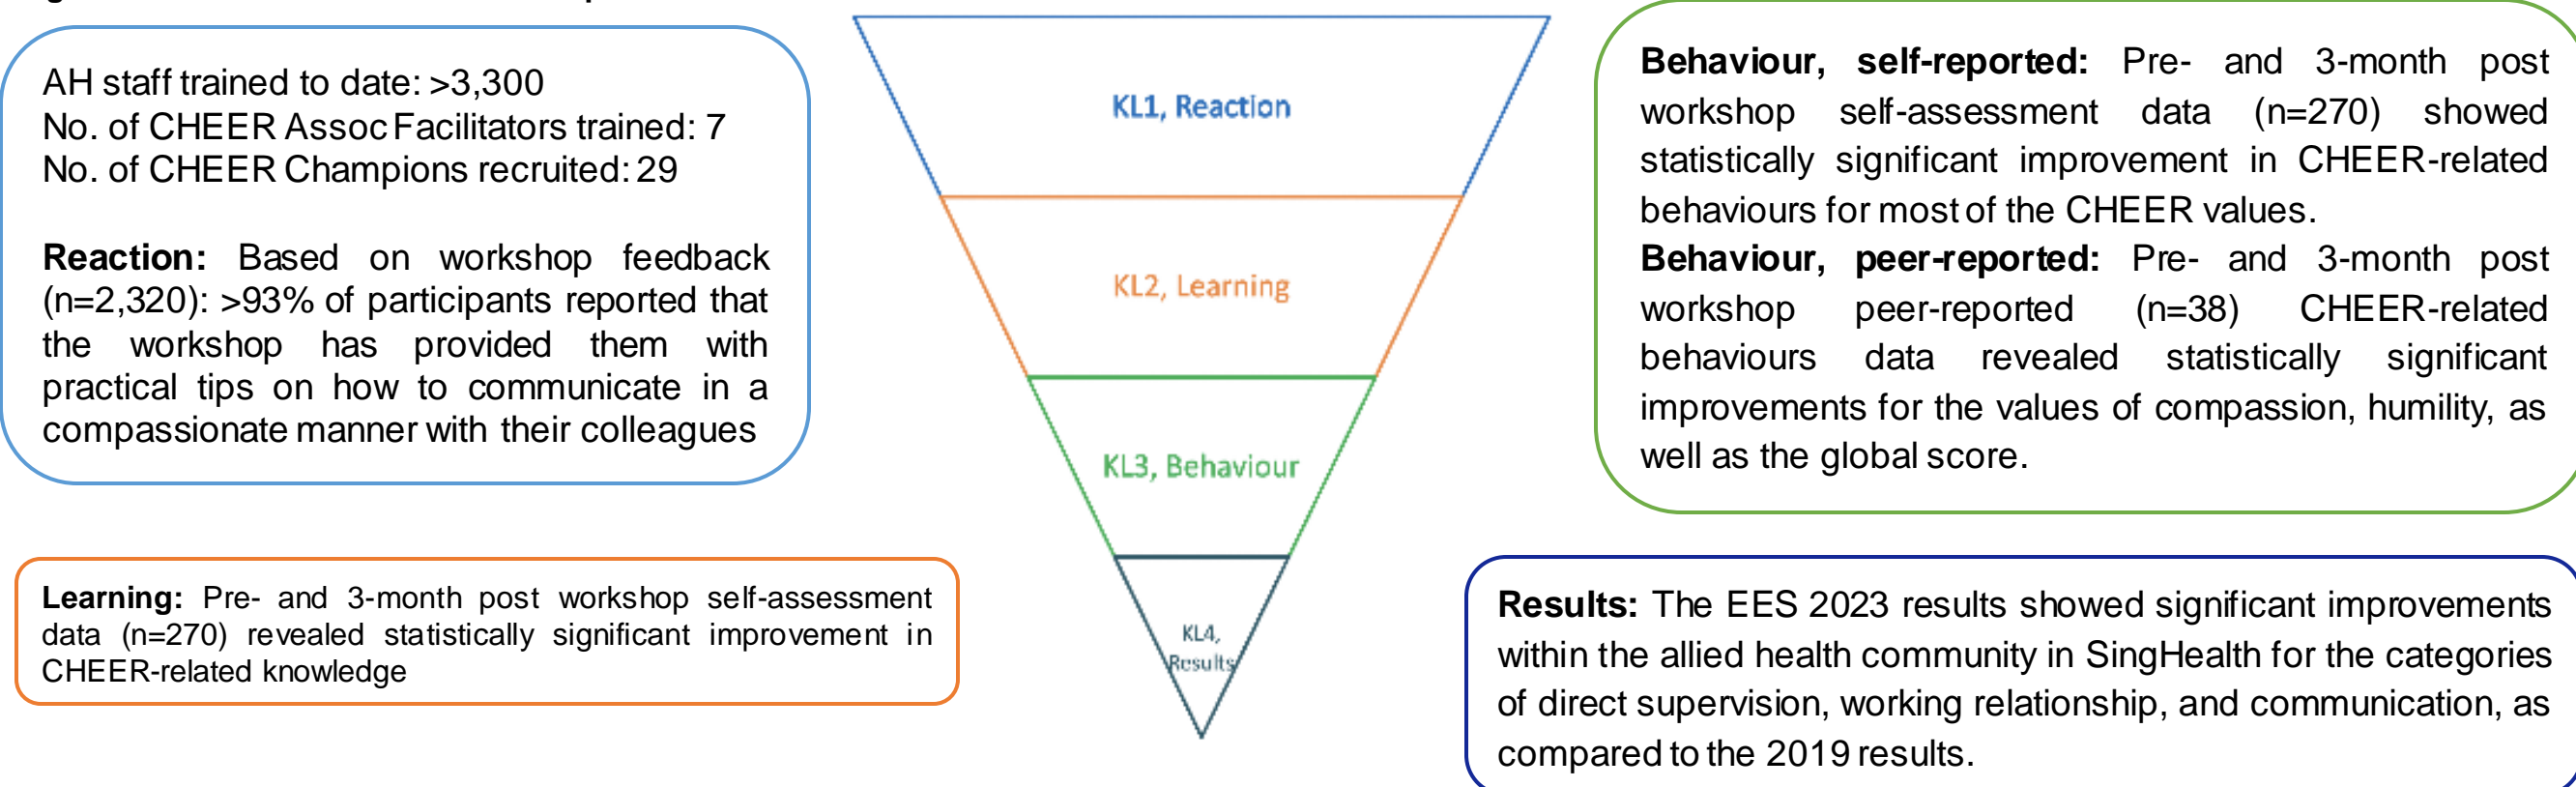 AH staff trained to date: >3,300
No. of CHEER Assoc Facilitators trained: 7
No. of CHEER Champions recruited: 29
Reaction: Based on workshop feedback
(n=2,320): >93% of participants reported that
the workshop has provided them with
practical tips on how to communicate in a
compassionate manner with their colleagues
Learning: Pre- and 3-month post workshop self-assessment
data (n=270) revealed statistically significant improvement in
CHEER-related knowledge
KL1, Reaction
KL2, Learning
KL3, Behaviour
KL4,
Results
Behaviour, self-reported: Pre- and 3-month post
workshop self-assessment data (n=270) showed
statistically significant improvement in CHEER-related
behaviours for most of the CHEER values.
Behaviour, peer-reported: Pre- and 3-month post
workshop peer-reported (n=38) CHEER-related
behaviours data revealed statistically significant
improvements for the values of compassion, humility, as
well as the global score.
Results: The EES 2023 results showed significant improvements
within the allied health community in SingHealth for the categories
of direct supervision, working relationship, and communication, as
compared to the 2019 results.